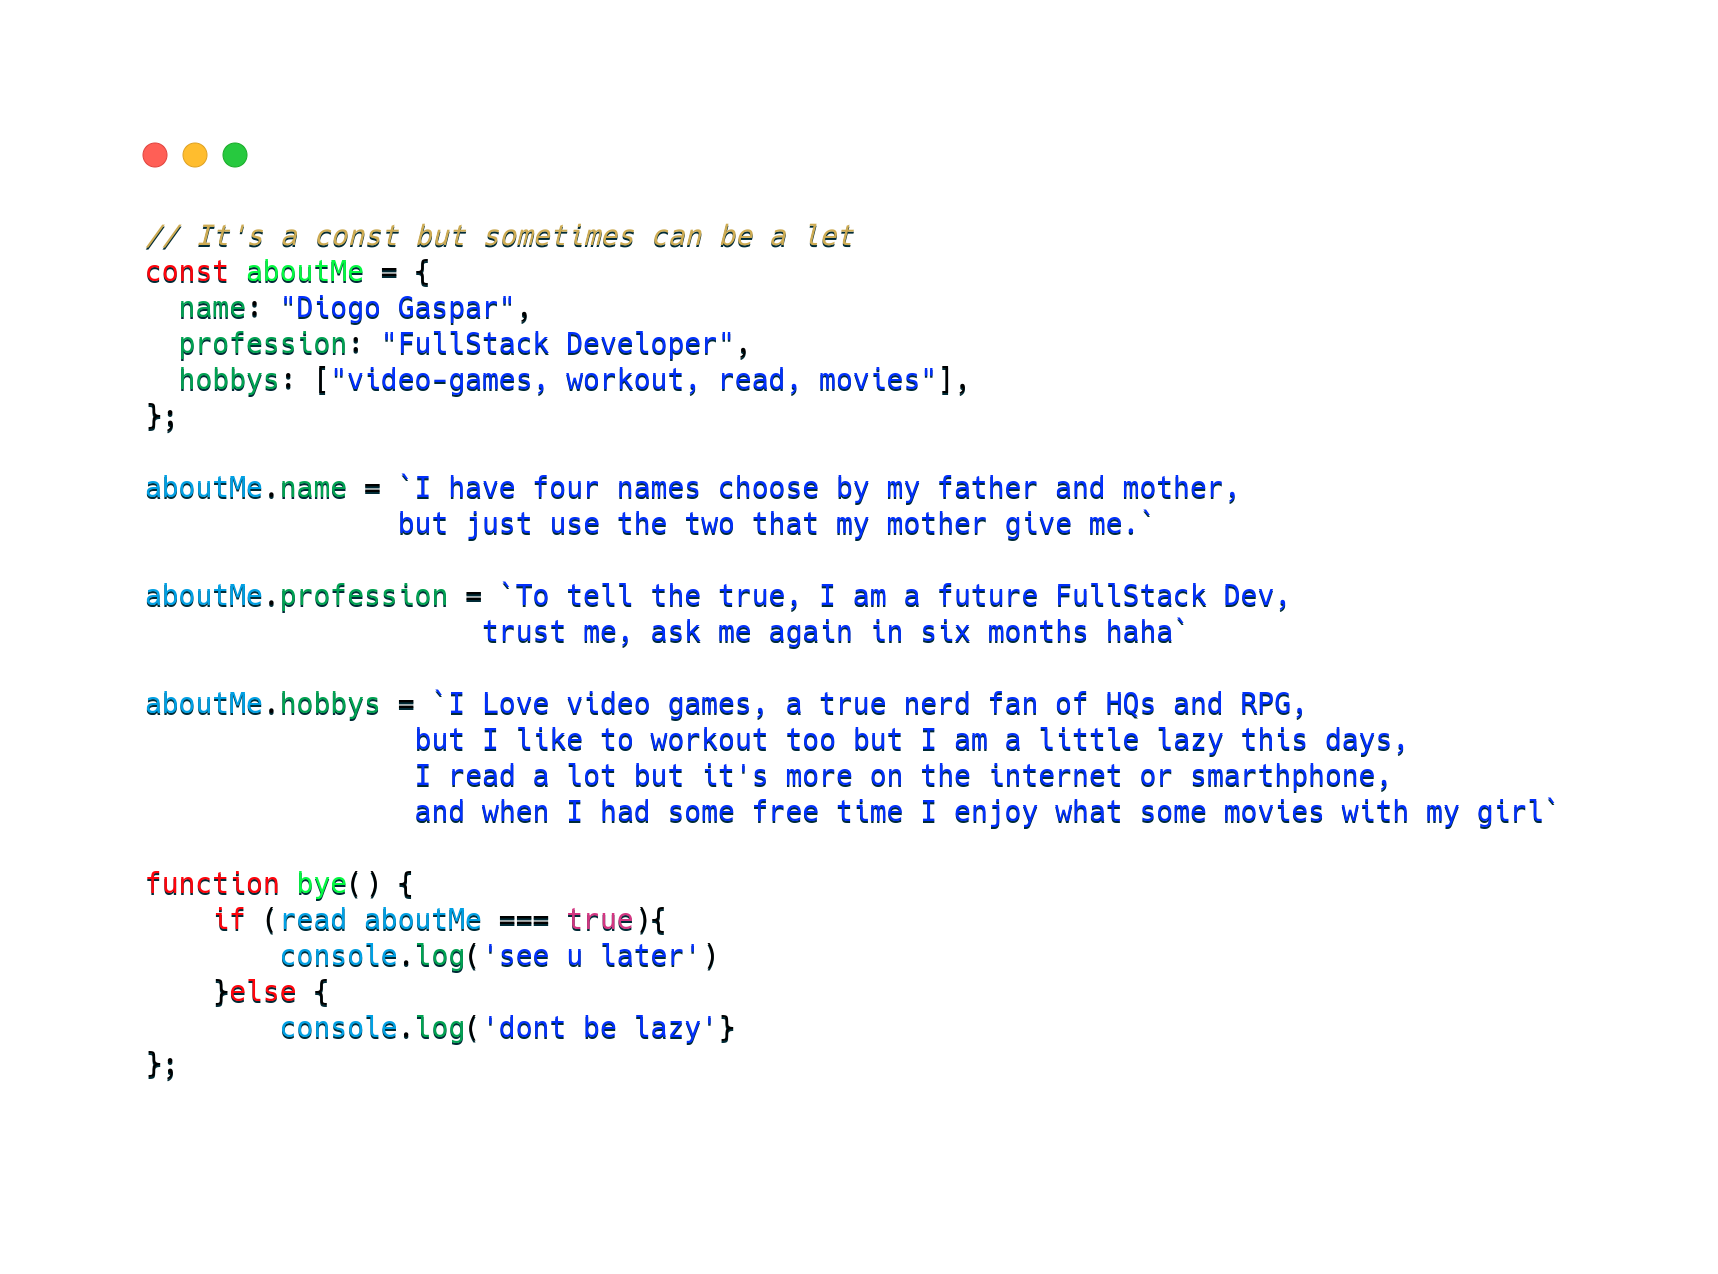 // It's a const but sometimes can be a let
const aboutMe = {
  name: "Diogo Gaspar",
  profession: "FullStack Developer",
  hobbys: ["video-games, workout, read, movies"],
};

aboutMe.name = `I have four names choose by my father and mother,
               but just use the two that my mother give me.`

aboutMe.profession = `To tell the true, I am a future FullStack Dev,
                    trust me, ask me again in six months haha`

aboutMe.hobbys = `I Love video games, a true nerd fan of HQs and RPG,
                but I like to workout too but I am a little lazy this days,
                I read a lot but it's more on the internet or smarthphone,
                and when I had some free time I enjoy what some movies with my girl`

function bye() {
    if (read aboutMe === true){
        console.log('see u later')
    }else {
        console.log('dont be lazy'}
};